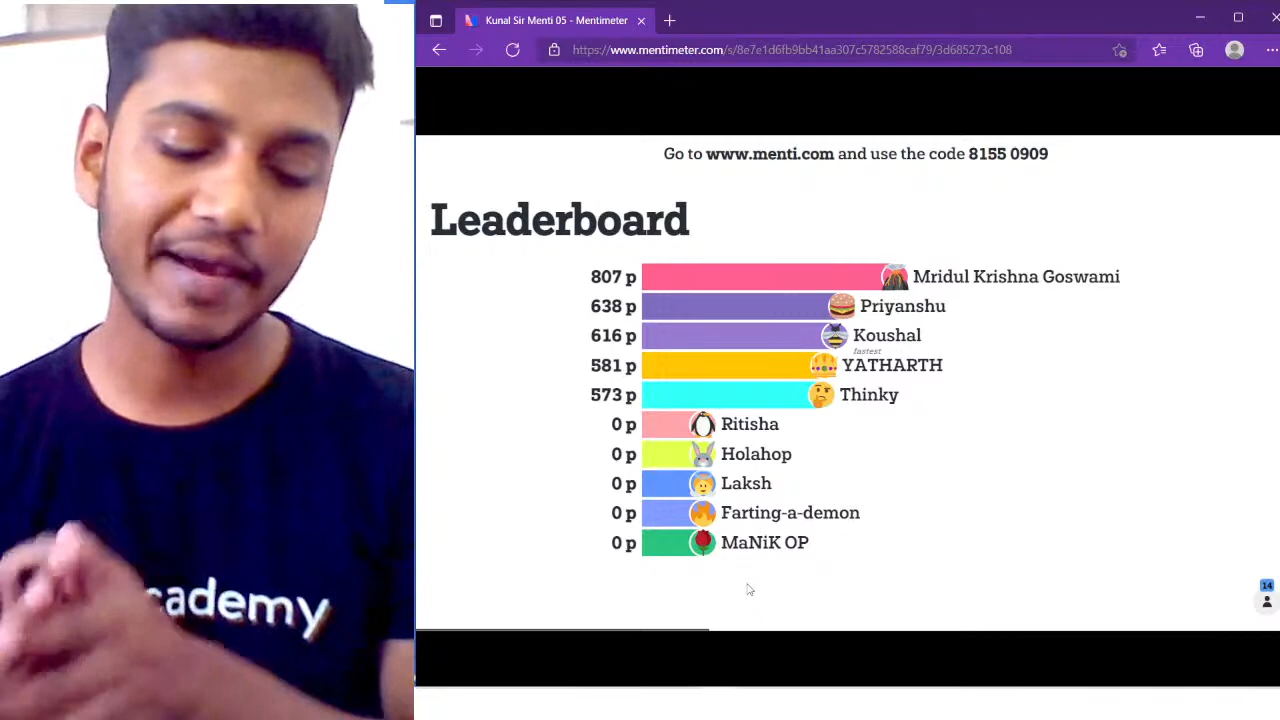 Kunal Sir Menti 05 - Mentimeter
https://www.mentimeter.com/s/8e7e1d6fb9bb41aa307c5782588caf79/3d685273c108
Go to www.menti.com and use the code 8155 0909
Leaderboard
807 p Mridul Krishna Goswami
638 p Priyanshu
616 p Koushal
fastest
581 p YATHARTH
573 p Thinky
0 p Ritisha
0 p Holahop
0 p Laksh
0 p Farting-a-demon
0 p MaNiK OP
14
cademy